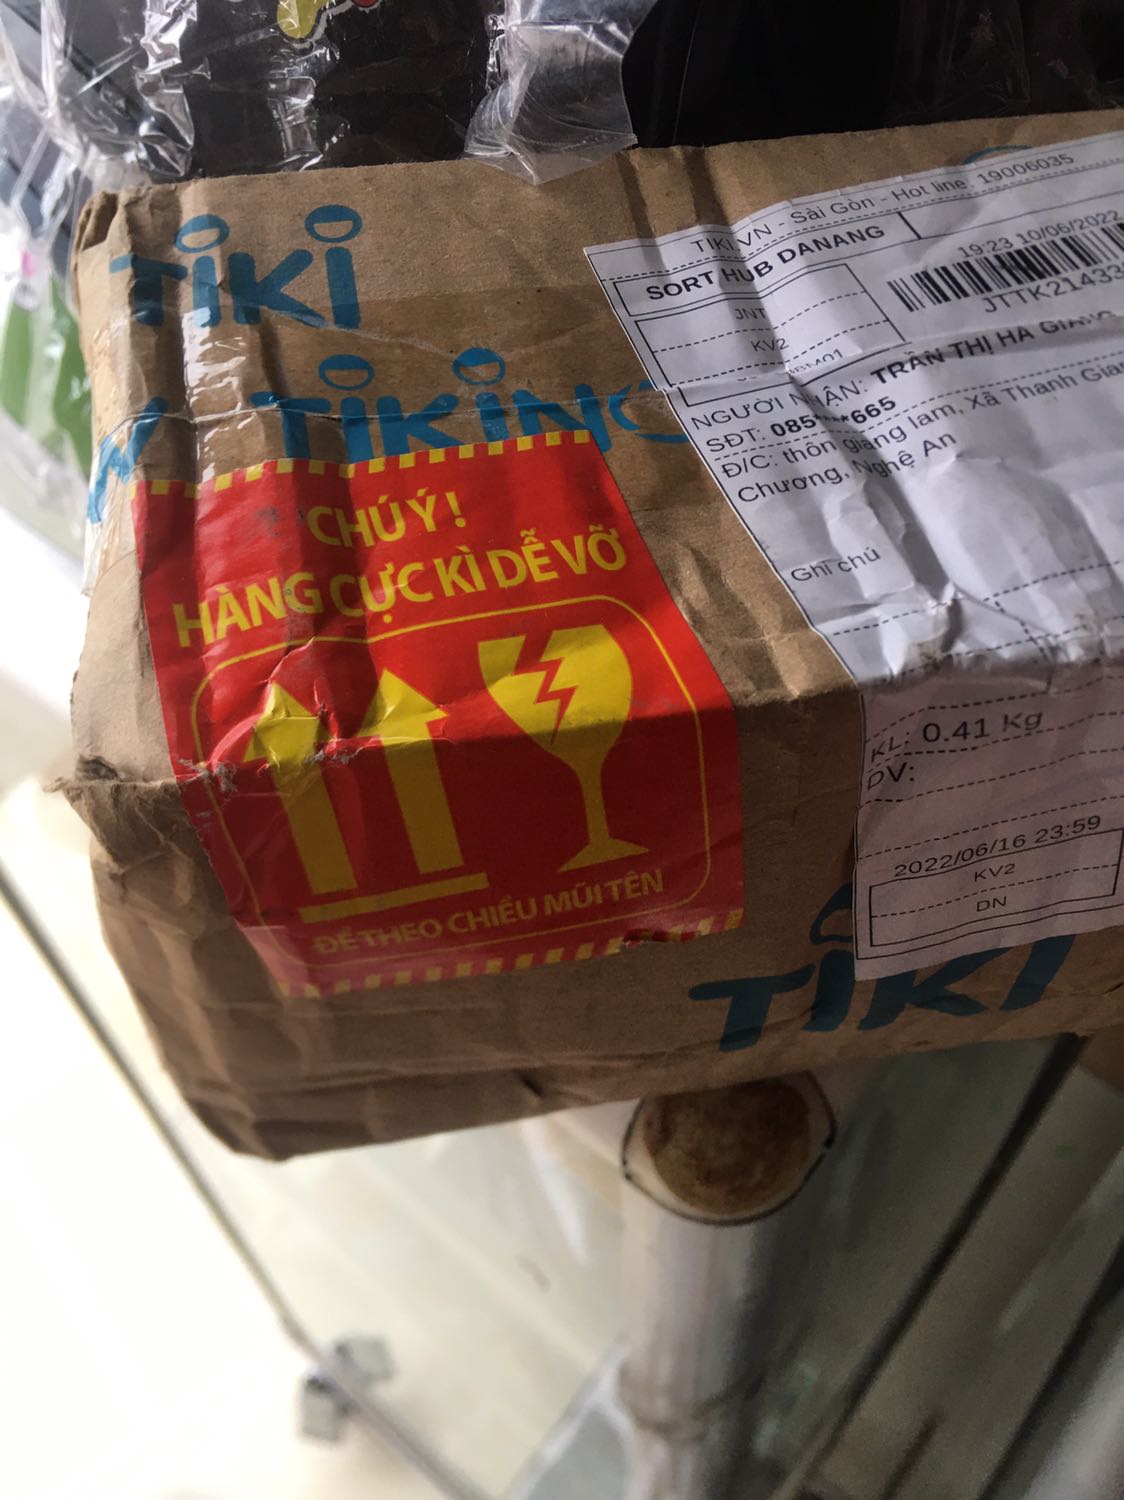 TIKI
TIKI
CHÚ Ý!
HÀNG CỰC KÌ DỄ VỠ
ĐỂ THEO CHIỀU MŨI TÊN
TIKI.VN - Sài Gòn - Hot line: 19006035
SORT HUB DANANG
19:23 10/06/2022
JNT
KV2
JTTK21433
NGƯỜI NHẬN: TRẦN THỊ HÀ GIANG
SĐT: 085****665
Đ/C: thôn giang lam, Xã Thanh Gian
Chương, Nghệ An
Ghi chú
KL: 0.41 Kg
DV:
2022/06/16 23:59
KV2
DN
TIKI